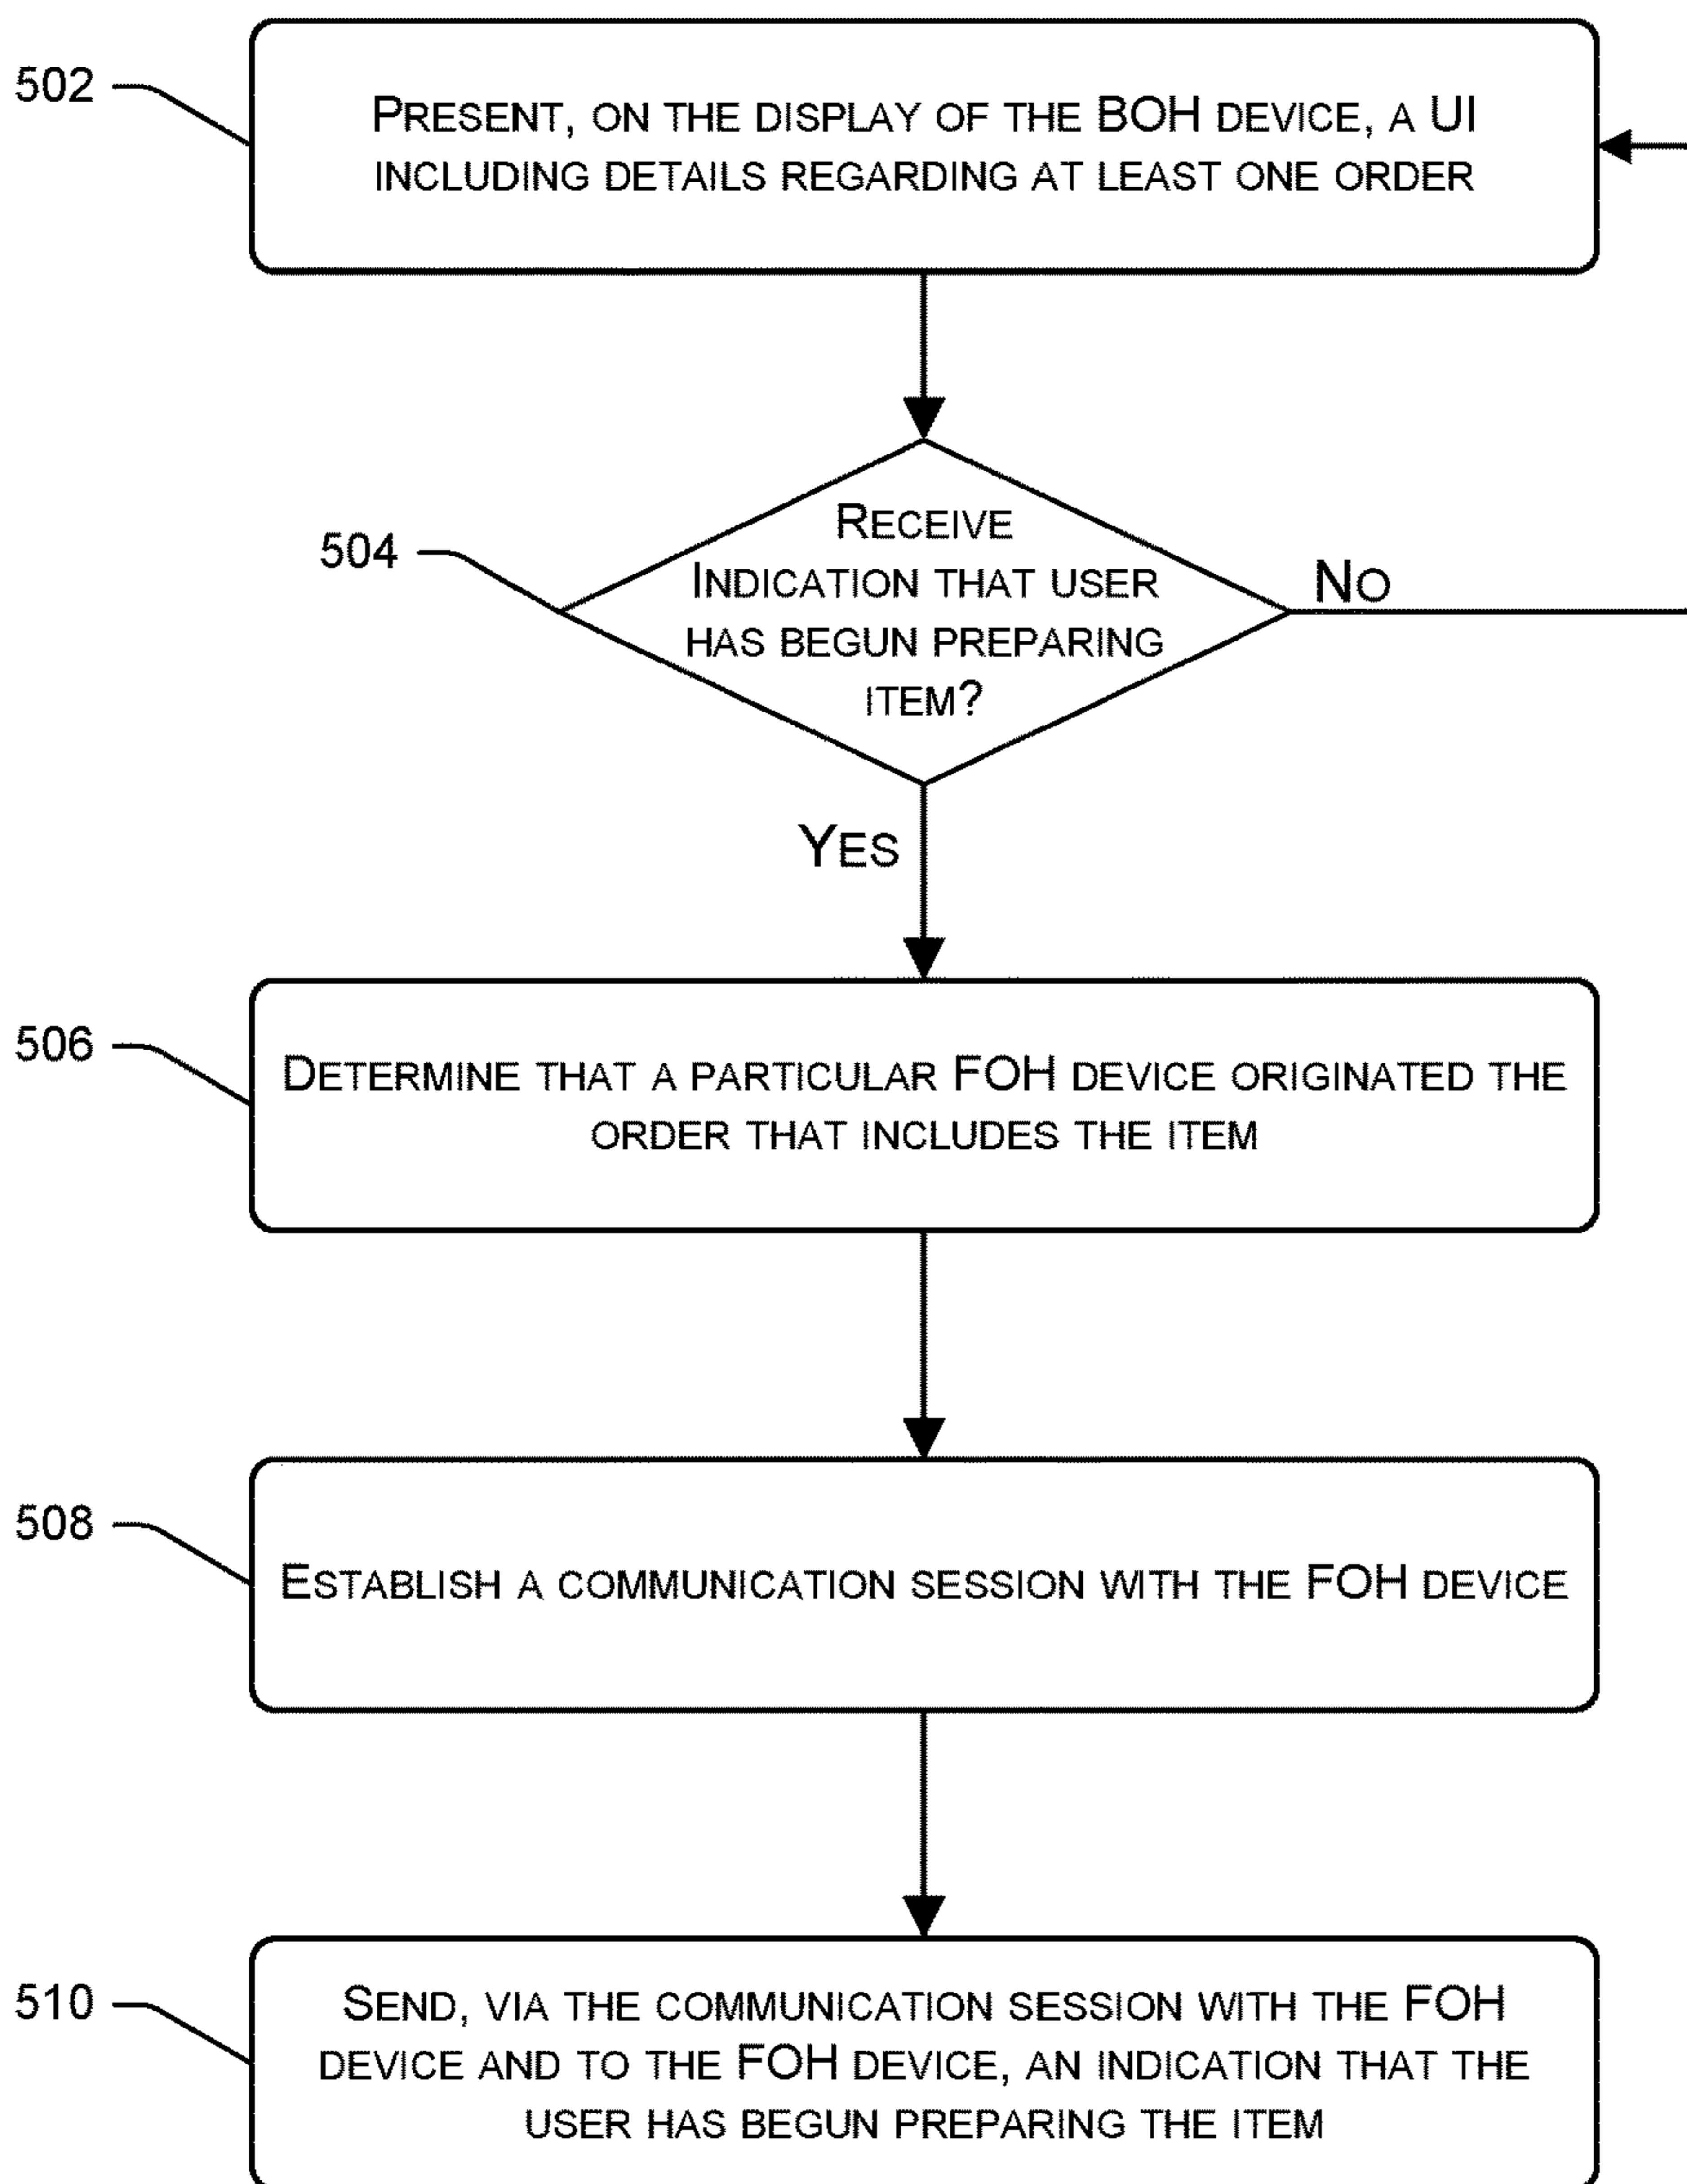 502
PRESENT, ON THE DISPLAY OF THE BOH DEVICE, A UI
INCLUDING DETAILS REGARDING AT LEAST ONE ORDER
504
RECEIVE
INDICATION THAT USER
HAS BEGUN PREPARING
ITEM?
NO
YES
506
DETERMINE THAT A PARTICULAR FOH DEVICE ORIGINATED THE
ORDER THAT INCLUDES THE ITEM
508
ESTABLISH A COMMUNICATION SESSION WITH THE FOH DEVICE
510
SEND, VIA THE COMMUNICATION SESSION WITH THE FOH
DEVICE AND TO THE FOH DEVICE, AN INDICATION THAT THE
USER HAS BEGUN PREPARING THE ITEM